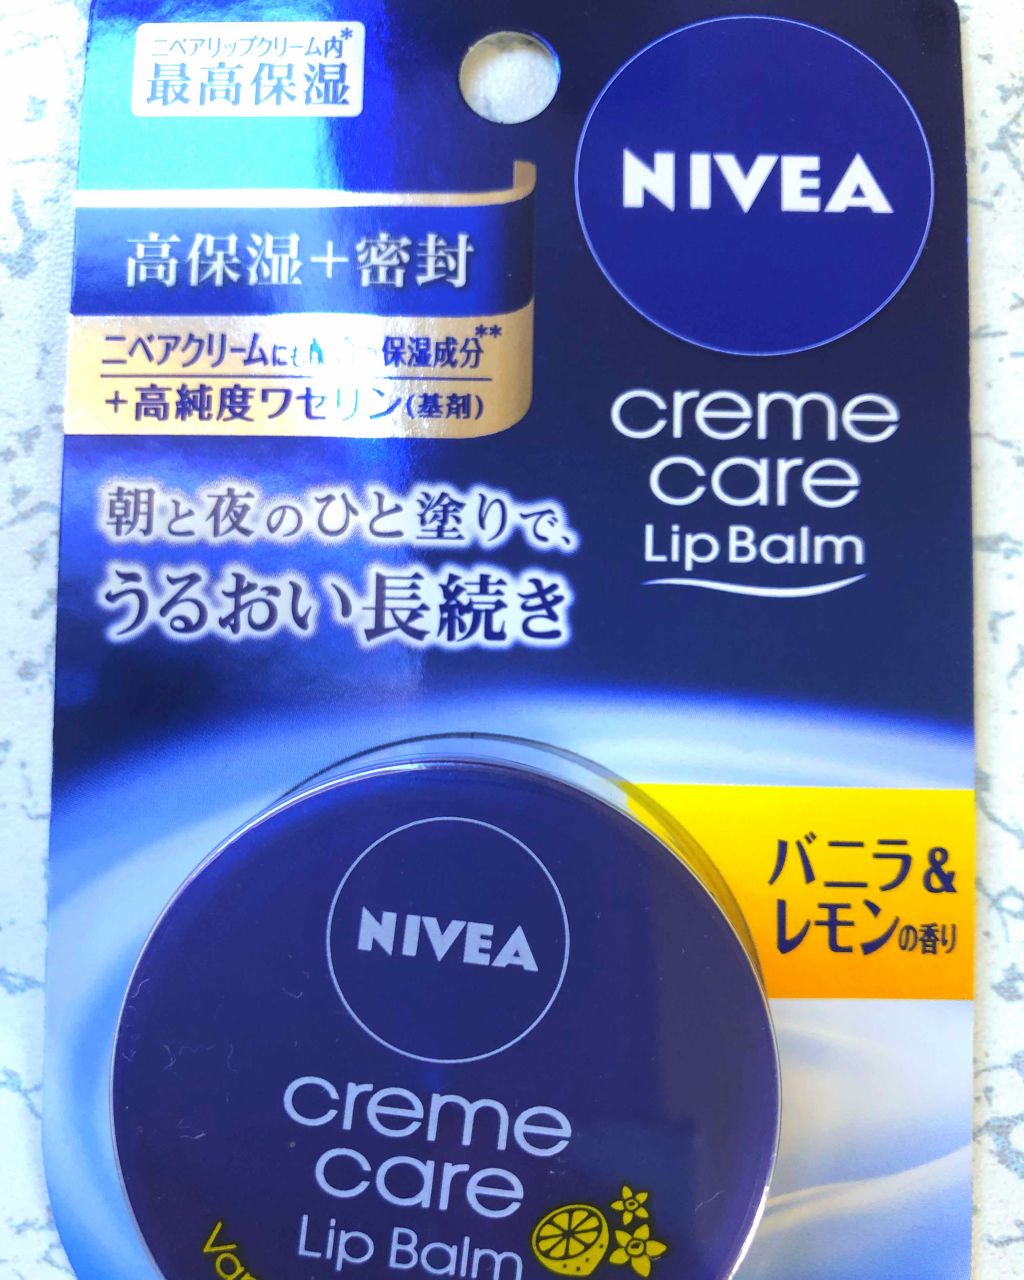 ニベアリップクリーム内*
最高保湿
NIVEA
高保湿+密封
ニベアクリームにも 保湿成分**
+高純度ワセリン(基剤)
creme
care
Lip Balm
朝と夜のひと塗りで、
うるおい長続き
バニラ&
レモンの香り
NIVEA
creme
care
Lip Balm